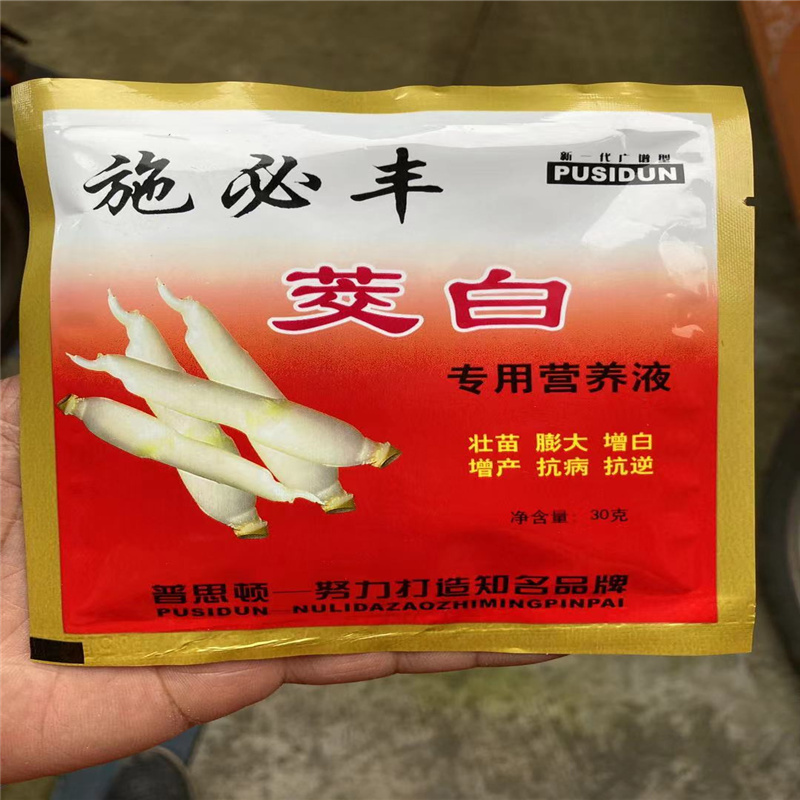 施必丰
新一代广谱型
PUSIDUN
茭白
专用营养液
壮苗 膨大 增白
增产 抗病 抗逆
净含量: 30克
普思顿—努力打造知名品牌
PUSIDUN—NULIDAZAOZHIMINGPINPAI